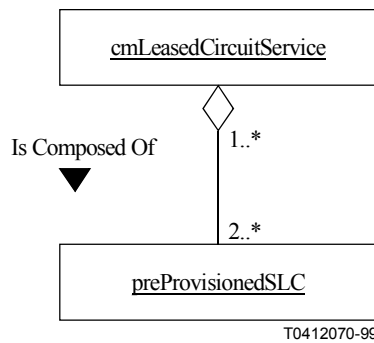 cmLeasedCircuitService
1..*
Is Composed Of
2..*
preProvisionedSLC
T0412070-99